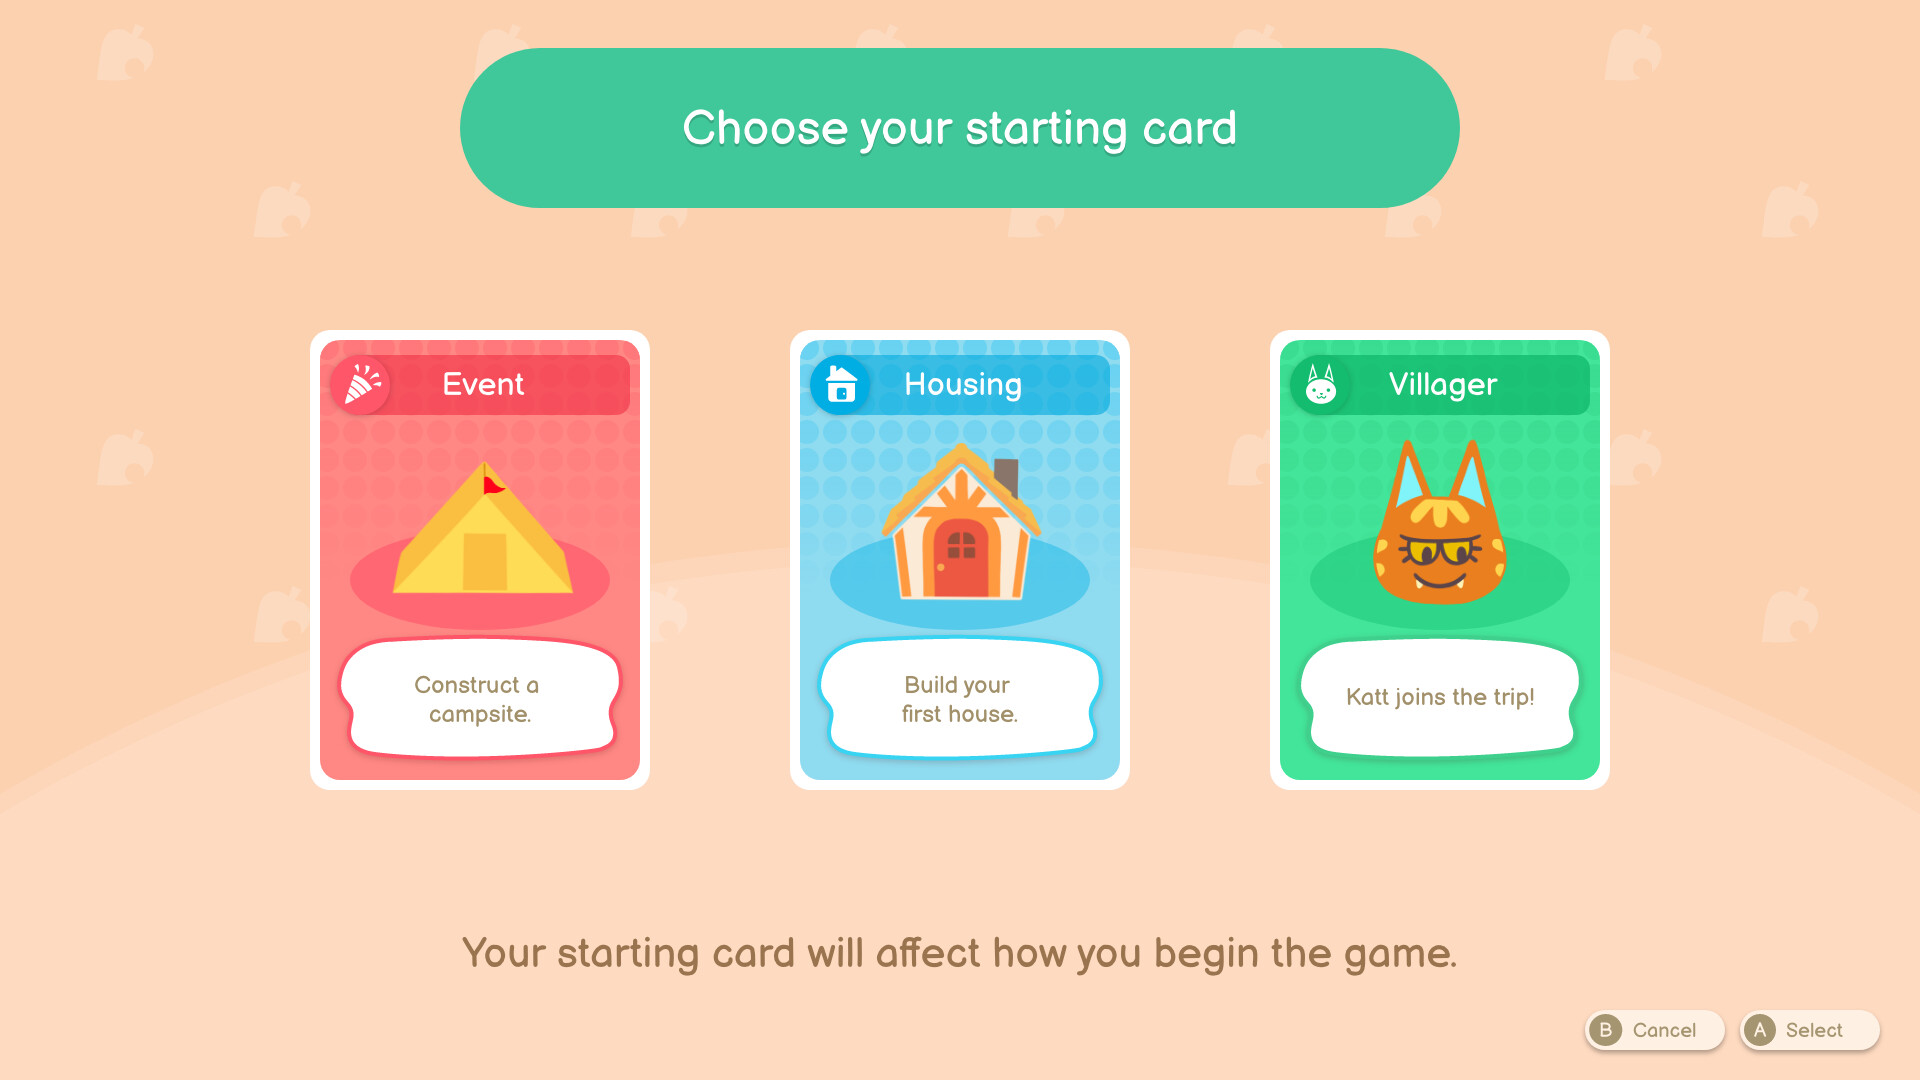 Choose your starting card
Event
Housing
Villager
Construct a
campsite.
Build your
first house.
Katt joins the trip!
Your starting card will affect how you begin the game.
B Cancel
A Select